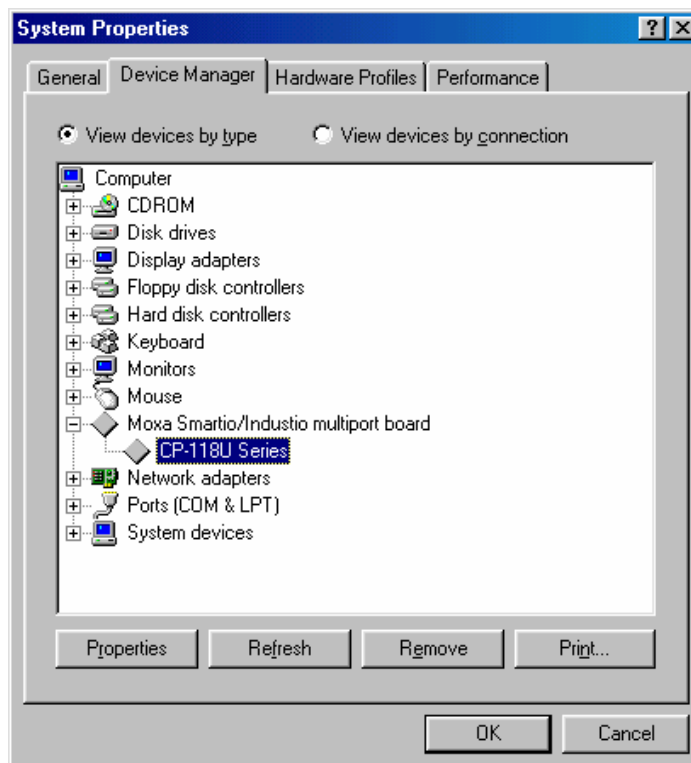 System Properties
General Device Manager Hardware Profiles Performance
View devices by type View devices by connection
Computer
CDROM
Disk drives
Display adapters
Floppy disk controllers
Hard disk controllers
Keyboard
Monitors
Mouse
Moxa Smartio/Industio multiport board
CP-118U Series
Network adapters
Ports (COM & LPT)
System devices
Properties Refresh Remove Print...
OK Cancel